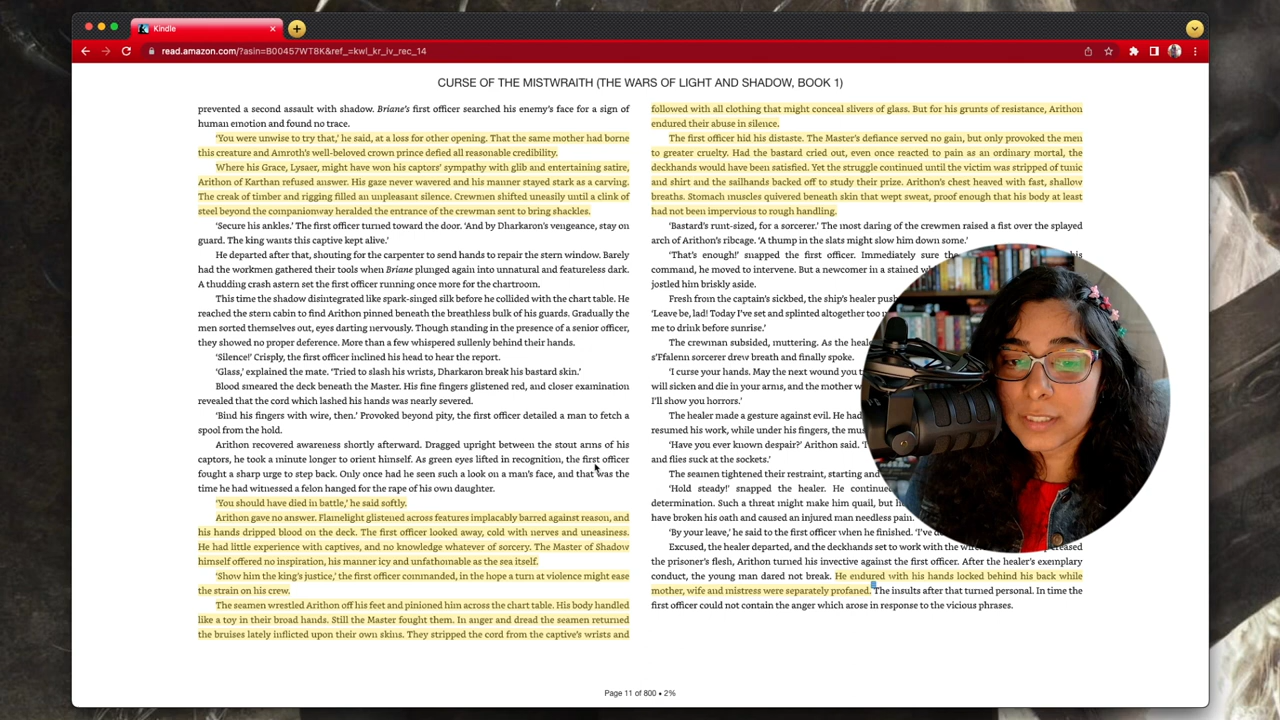 Kindle
read.amazon.com/?asin=B00457WT8K&ref_=kwl_kr_iv_rec_14
CURSE OF THE MISTWRAITH (THE WARS OF LIGHT AND SHADOW, BOOK 1)
prevented a second assault with shadow. Briane's first officer searched his enemy's face for a sign of
human emotion and found no trace.
'You were unwise to try that,' he said, at a loss for other opening. That the same mother had borne
this creature and Amroth's well-beloved crown prince defied all reasonable credibility.
Where his Grace, Lysaer, might have won his captors' sympathy with glib and entertaining satire,
Arithon of Karthan refused answer. His gaze never wavered and his manner stayed stark as a carving.
The creak of timber and rigging filled an unpleasant silence. Crewmen shifted uneasily until a clink of
steel beyond the companionway heralded the entrance of the crewman sent to bring shackles.
'Secure his ankles.' The first officer turned toward the door. 'And by Dharkaron's vengeance, stay on
guard. The king wants this captive kept alive.'
He departed after that, shouting for the carpenter to send hands to repair the stern window. Barely
had the workmen gathered their tools when Briane plunged again into unnatural and featureless dark.
A thudding crash astern set the first officer running once more for the chartroom.
This time the shadow disintegrated like spark-singed silk before he collided with the chart table. He
reached the stern cabin to find Arithon pinned beneath the breathless bulk of his guards. Gradually the
men sorted themselves out, eyes darting nervously. Though standing in the presence of a senior officer,
they showed no proper deference. More than a few whispered sullenly behind their hands.
'Silence!' Crisply, the first officer inclined his head to hear the report.
'Glass,' explained the mate. 'Tried to slash his wrists, Dharkaron break his bastard skin.'
Blood smeared the deck beneath the Master. His fine fingers glistened red, and closer examination
revealed that the cord which lashed his hands was nearly severed.
'Bind his fingers with wire, then.' Provoked beyond pity, the first officer detailed a man to fetch a
spool from the hold.
Arithon recovered awareness shortly afterward. Dragged upright between the stout arms of his
captors, he took a minute longer to orient himself. As green eyes lifted in recognition, the first officer
fought a sharp urge to step back. Only once had he seen such a look on a man's face, and that was the
time he had witnessed a felon hanged for the rape of his own daughter.
'You should have died in battle,' he said softly.
Arithon gave no answer. Flamelight glistened across features implacably barred against reason, and
his hands dripped blood on the deck. The first officer looked away, cold with nerves and uneasiness.
He had little experience with captives, and no knowledge whatever of sorcery. The Master of Shadow
himself offered no inspiration, his manner icy and unfathomable as the sea itself.
'Show him the king's justice,' the first officer commanded, in the hope a turn at violence might ease
the strain on his crew.
The seamen wrestled Arithon off his feet and pinioned him across the chart table. His body handled
like a toy in their broad hands. Still the Master fought them. In anger and dread the seamen returned
the bruises lately inflicted upon their own skins. They stripped the cord from the captive's wrists and
followed with all clothing that might conceal slivers of glass. But for his grunts of resistance, Arithon
endured their abuse in silence.
The first officer hid his distaste. The Master's defiance served no gain, but only provoked the men
to greater cruelty. Had the bastard cried out, even once reacted to pain as an ordinary mortal, the
deckhands would have been satisfied. Yet the struggle continued until the victim was stripped of tunic
and shirt and the sailhands backed off to study their prize. Arithon's chest heaved with fast, shallow
breaths. Stomach muscles quivered beneath skin that wept sweat, proof enough that his body at least
had not been impervious to rough handling.
'Bastard's runt-sized, for a sorcerer.' The most daring of the crewmen raised a fist over the splayed
arch of Arithon's ribcage. 'A thump in the slats might slow him down some.'
'That's enough!' snapped the first officer. Immediately sure the his
command, he moved to intervene. But a newcomer in a stained
jostled him briskly aside.
Fresh from the captain's sickbed, the ship's healer
'Leave be, lad! Today I've set and splinted altogether too
me to drink before sunrise.'
The crewman subsided, muttering. As the
s'Ffalenn sorcerer drew breath and finally spoke.
'I curse your hands. May the next wound you
will sicken and die in your arms, and the mother
I'll show you horrors.'
The healer made a gesture against evil. He had
resumed his work, while under his fingers, the
'Have you ever known despair?' Arithon said.
and flies suck at the sockets.'
The seamen tightened their restraint, starting and
'Hold steady!' snapped the healer. He
determination. Such a threat might make him quail, but
have broken his oath and caused an injured man needless pain.
'By your leave,' he said to the first officer when he finished.
Excused, the healer departed, and the deckhands set to work with the
the prisoner's flesh, Arithon turned his invective against the first officer. After the healer's exemplary
conduct, the young man dared not break. He endured with his hands locked behind his back while
mother, wife and mistress were separately profaned. The insults after that turned personal. In time the
first officer could not contain the anger which arose in response to the vicious phrases.
Page 11 of 800 • 2%